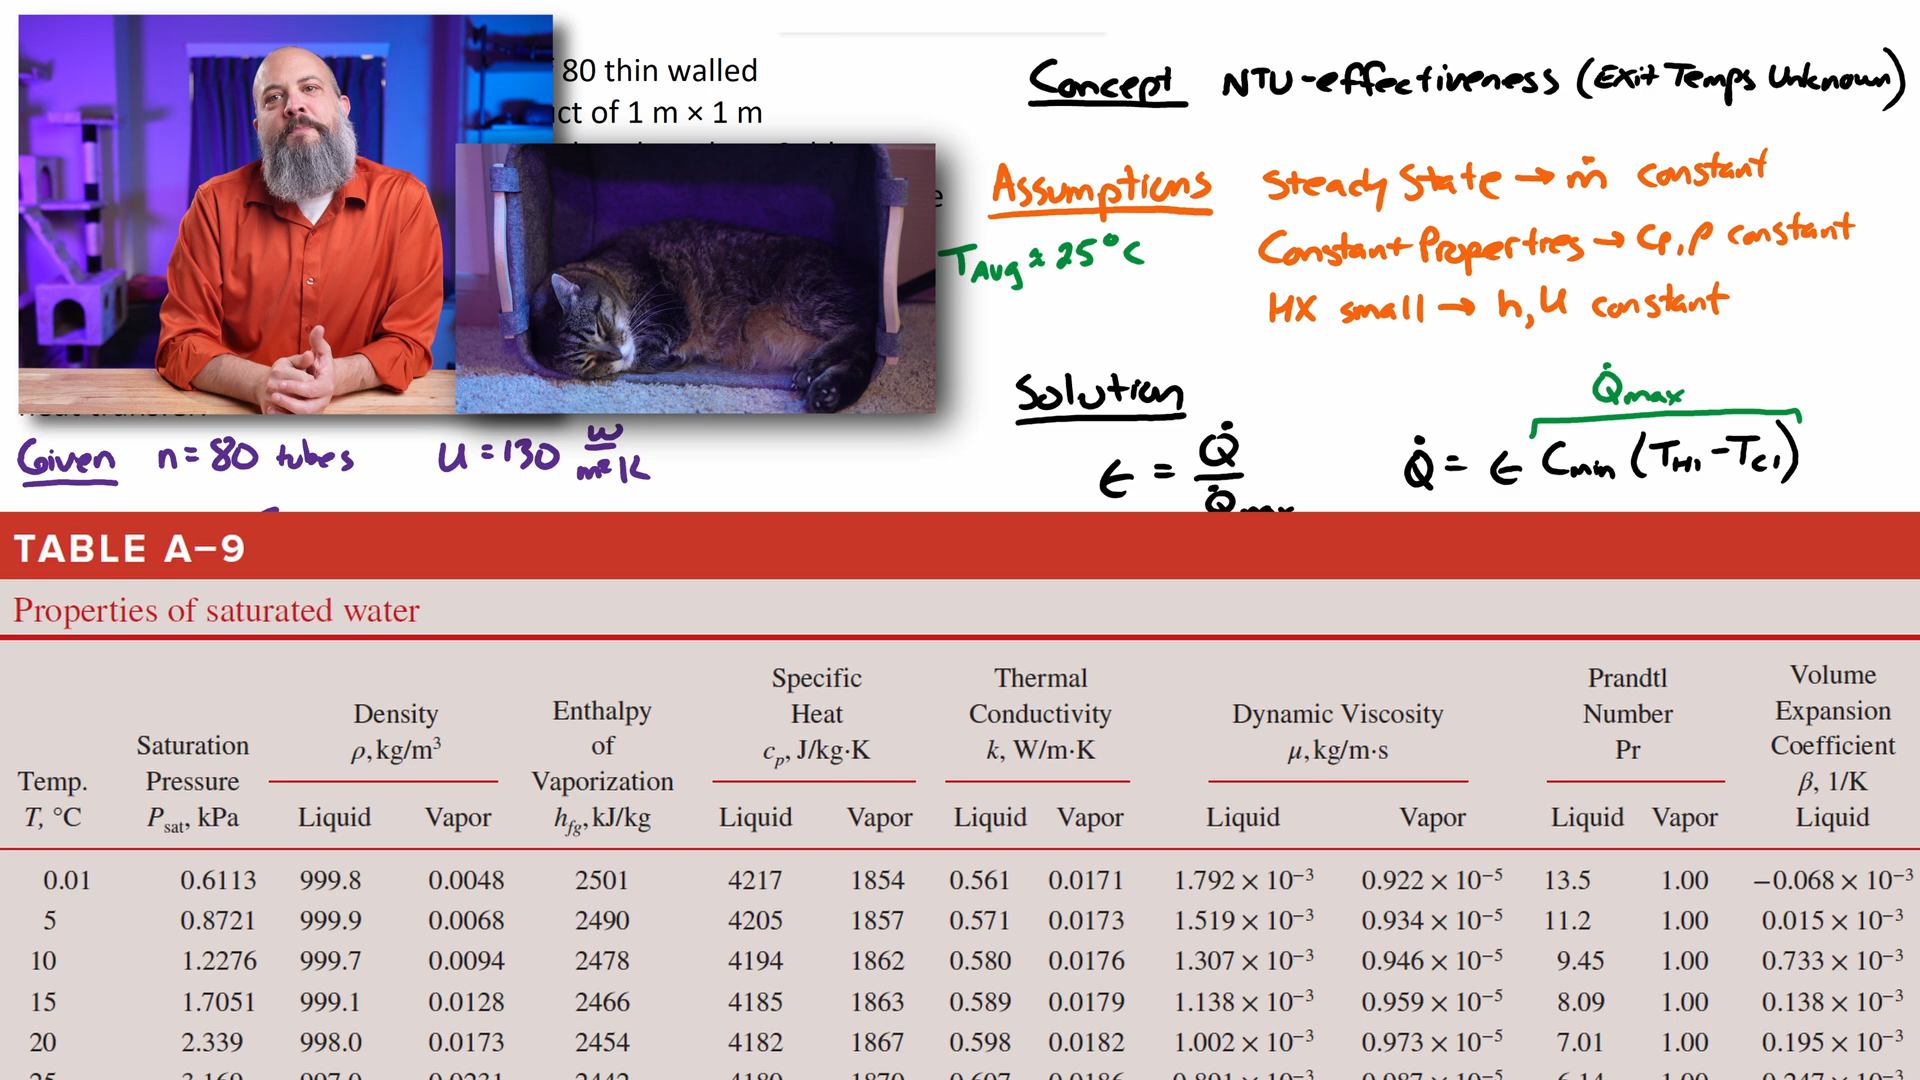 80 thin walled
ct of 1 m × 1 m
e
Concept NTU-effectiveness (Exit Temps Unknown)
Assumptions Steady State → ṁ constant
TAvg ≈ 25°C
Constant Properties → Cp, ρ constant
HX small → h, U constant
Solution
Q̇max
ϵ = Q̇ / Q̇max
Q̇ = ϵ Cmin (TH1 - TC1)
Given n = 80 tubes U = 130 W/m²K
TABLE A–9
Properties of saturated water
Temp. T, °C
Saturation Pressure Psat, kPa
Density ρ, kg/m³
Enthalpy of Vaporization hfg, kJ/kg
Specific Heat cp, J/kg·K
Thermal Conductivity k, W/m·K
Dynamic Viscosity μ, kg/m·s
Prandtl Number Pr
Volume Expansion Coefficient β, 1/K
Liquid Vapor Liquid Vapor Liquid Vapor Liquid Vapor Liquid Vapor Liquid
0.01 0.6113 999.8 0.0048 2501 4217 1854 0.561 0.0171 1.792 × 10⁻³ 0.922 × 10⁻⁵ 13.5 1.00 −0.068 × 10⁻³
5 0.8721 999.9 0.0068 2490 4205 1857 0.571 0.0173 1.519 × 10⁻³ 0.934 × 10⁻⁵ 11.2 1.00 0.015 × 10⁻³
10 1.2276 999.7 0.0094 2478 4194 1862 0.580 0.0176 1.307 × 10⁻³ 0.946 × 10⁻⁵ 9.45 1.00 0.733 × 10⁻³
15 1.7051 999.1 0.0128 2466 4185 1863 0.589 0.0179 1.138 × 10⁻³ 0.959 × 10⁻⁵ 8.09 1.00 0.138 × 10⁻³
20 2.339 998.0 0.0173 2454 4182 1867 0.598 0.0182 1.002 × 10⁻³ 0.973 × 10⁻⁵ 7.01 1.00 0.195 × 10⁻³